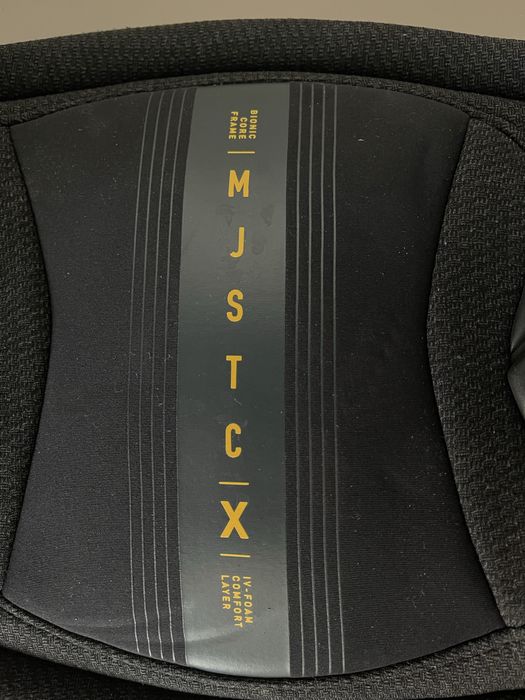 BIONIC
CORE
FRAME
M
J
S
T
C
X
IV-FOAM
COMFORT
LAYER